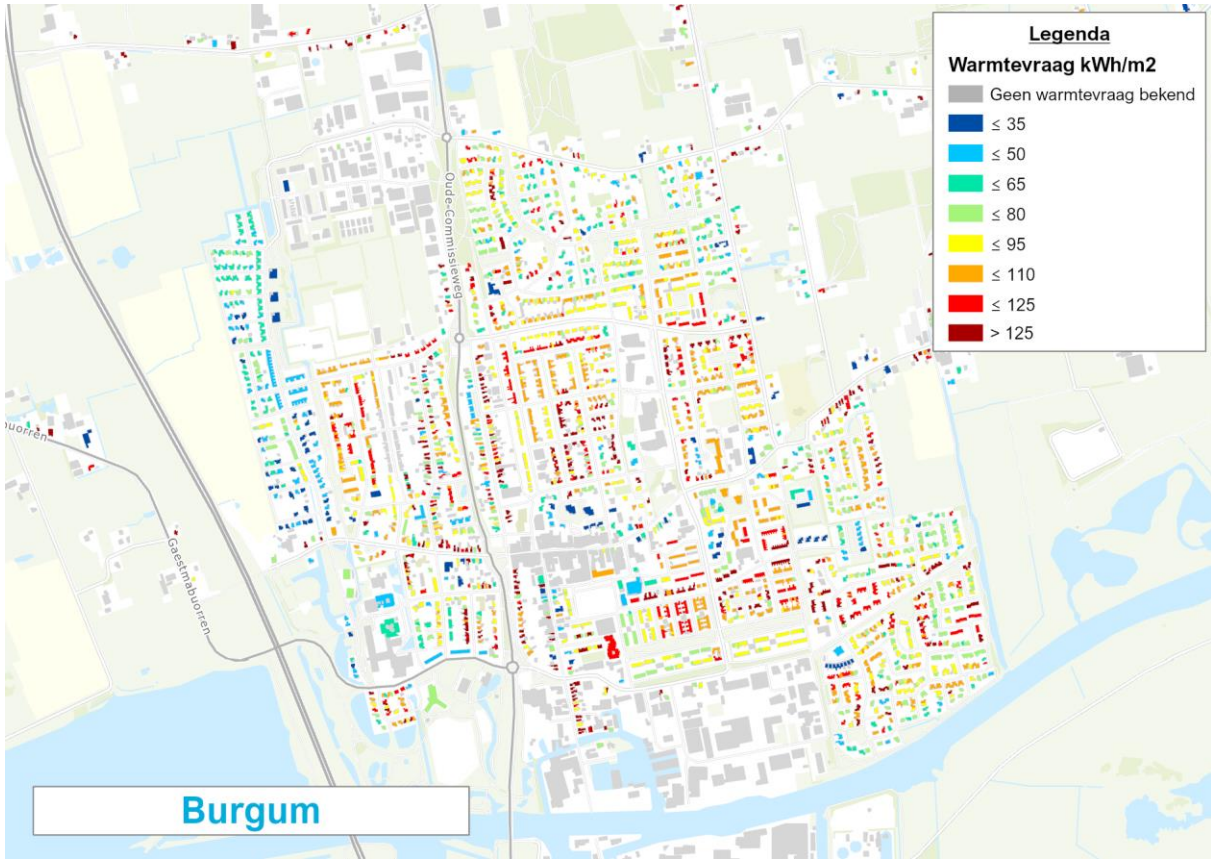 Legenda
Warmtevraag kWh/m2
Geen warmtevraag bekend
≤ 35
≤ 50
≤ 65
≤ 80
≤ 95
≤ 110
≤ 125
> 125
Oude-Commissieweg
buorren
Gaestmabuorren
Burgum